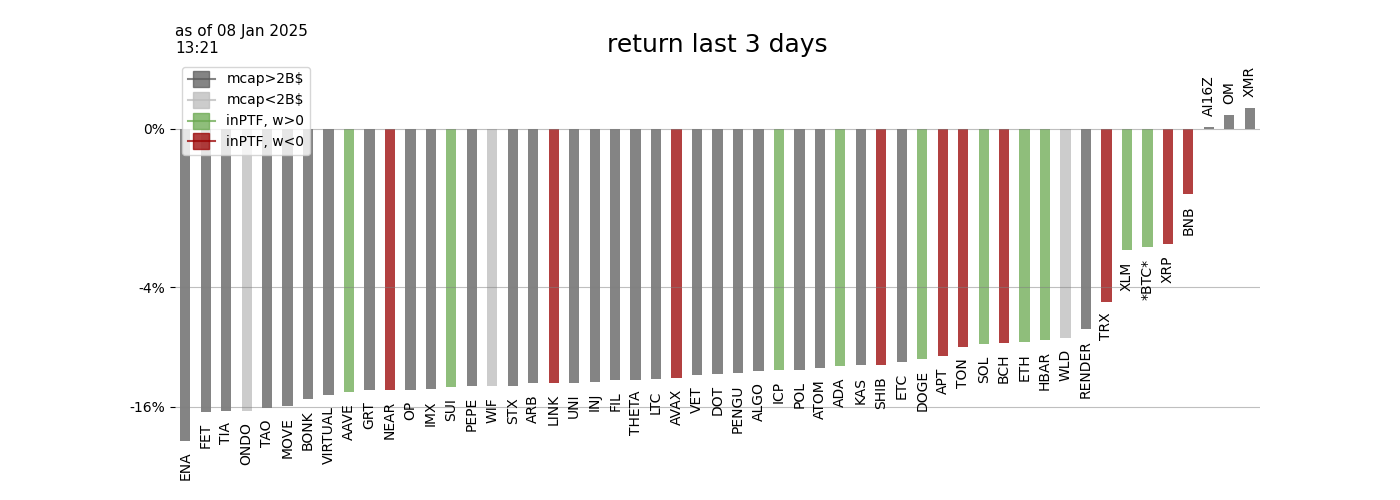 as of 08 Jan 2025
13:21
return last 3 days
mcap>2B$
mcap<2B$
inPTF, w>0
inPTF, w<0
0%
-4%
-16%
ENA
FET
TIA
ONDO
TAO
MOVE
BONK
VIRTUAL
AAVE
GRT
NEAR
OP
IMX
SUI
PEPE
WIF
STX
ARB
LINK
UNI
INJ
FIL
THETA
LTC
AVAX
VET
DOT
PENGU
ALGO
ICP
POL
ATOM
ADA
KAS
SHIB
ETC
DOGE
APT
TON
SOL
BCH
ETH
HBAR
WLD
RENDER
TRX
XLM
*BTC*
XRP
BNB
AI16Z
OM
XMR